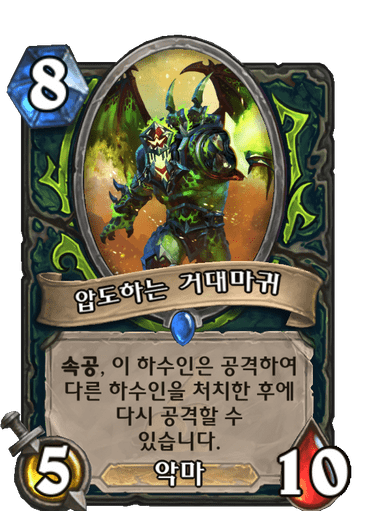 8
압도하는 거대마귀
속공, 이 하수인은 공격하여
다른 하수인을 처치한 후에
다시 공격할 수
있습니다.
5
악마
10